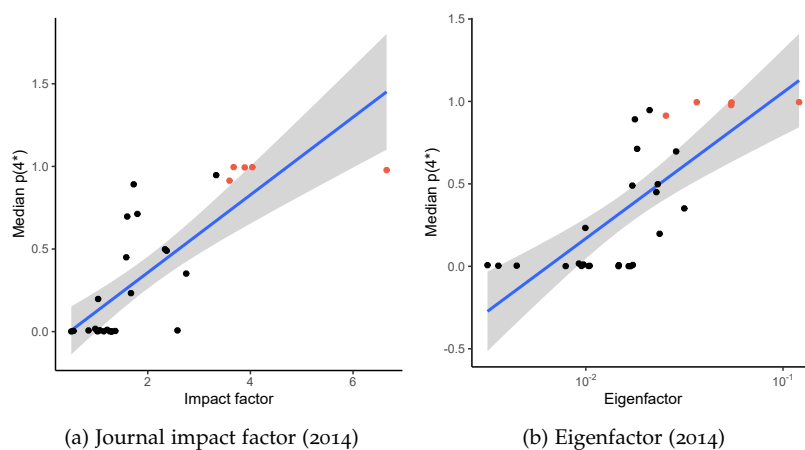 Median p(4*)
1.5
1.0
0.5
0.0
2
4
6
Impact factor
(a) Journal impact factor (2014)
Median p(4*)
1.5
1.0
0.5
0.0
-0.5
10⁻²
10⁻¹
Eigenfactor
(b) Eigenfactor (2014)